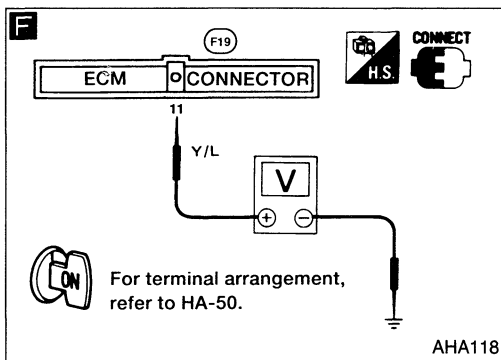 F
F19
CONNECT
H.S.
ECM CONNECTOR
11
Y/L
V
+ −
ON
For terminal arrangement,
refer to HA-50.
AHA118